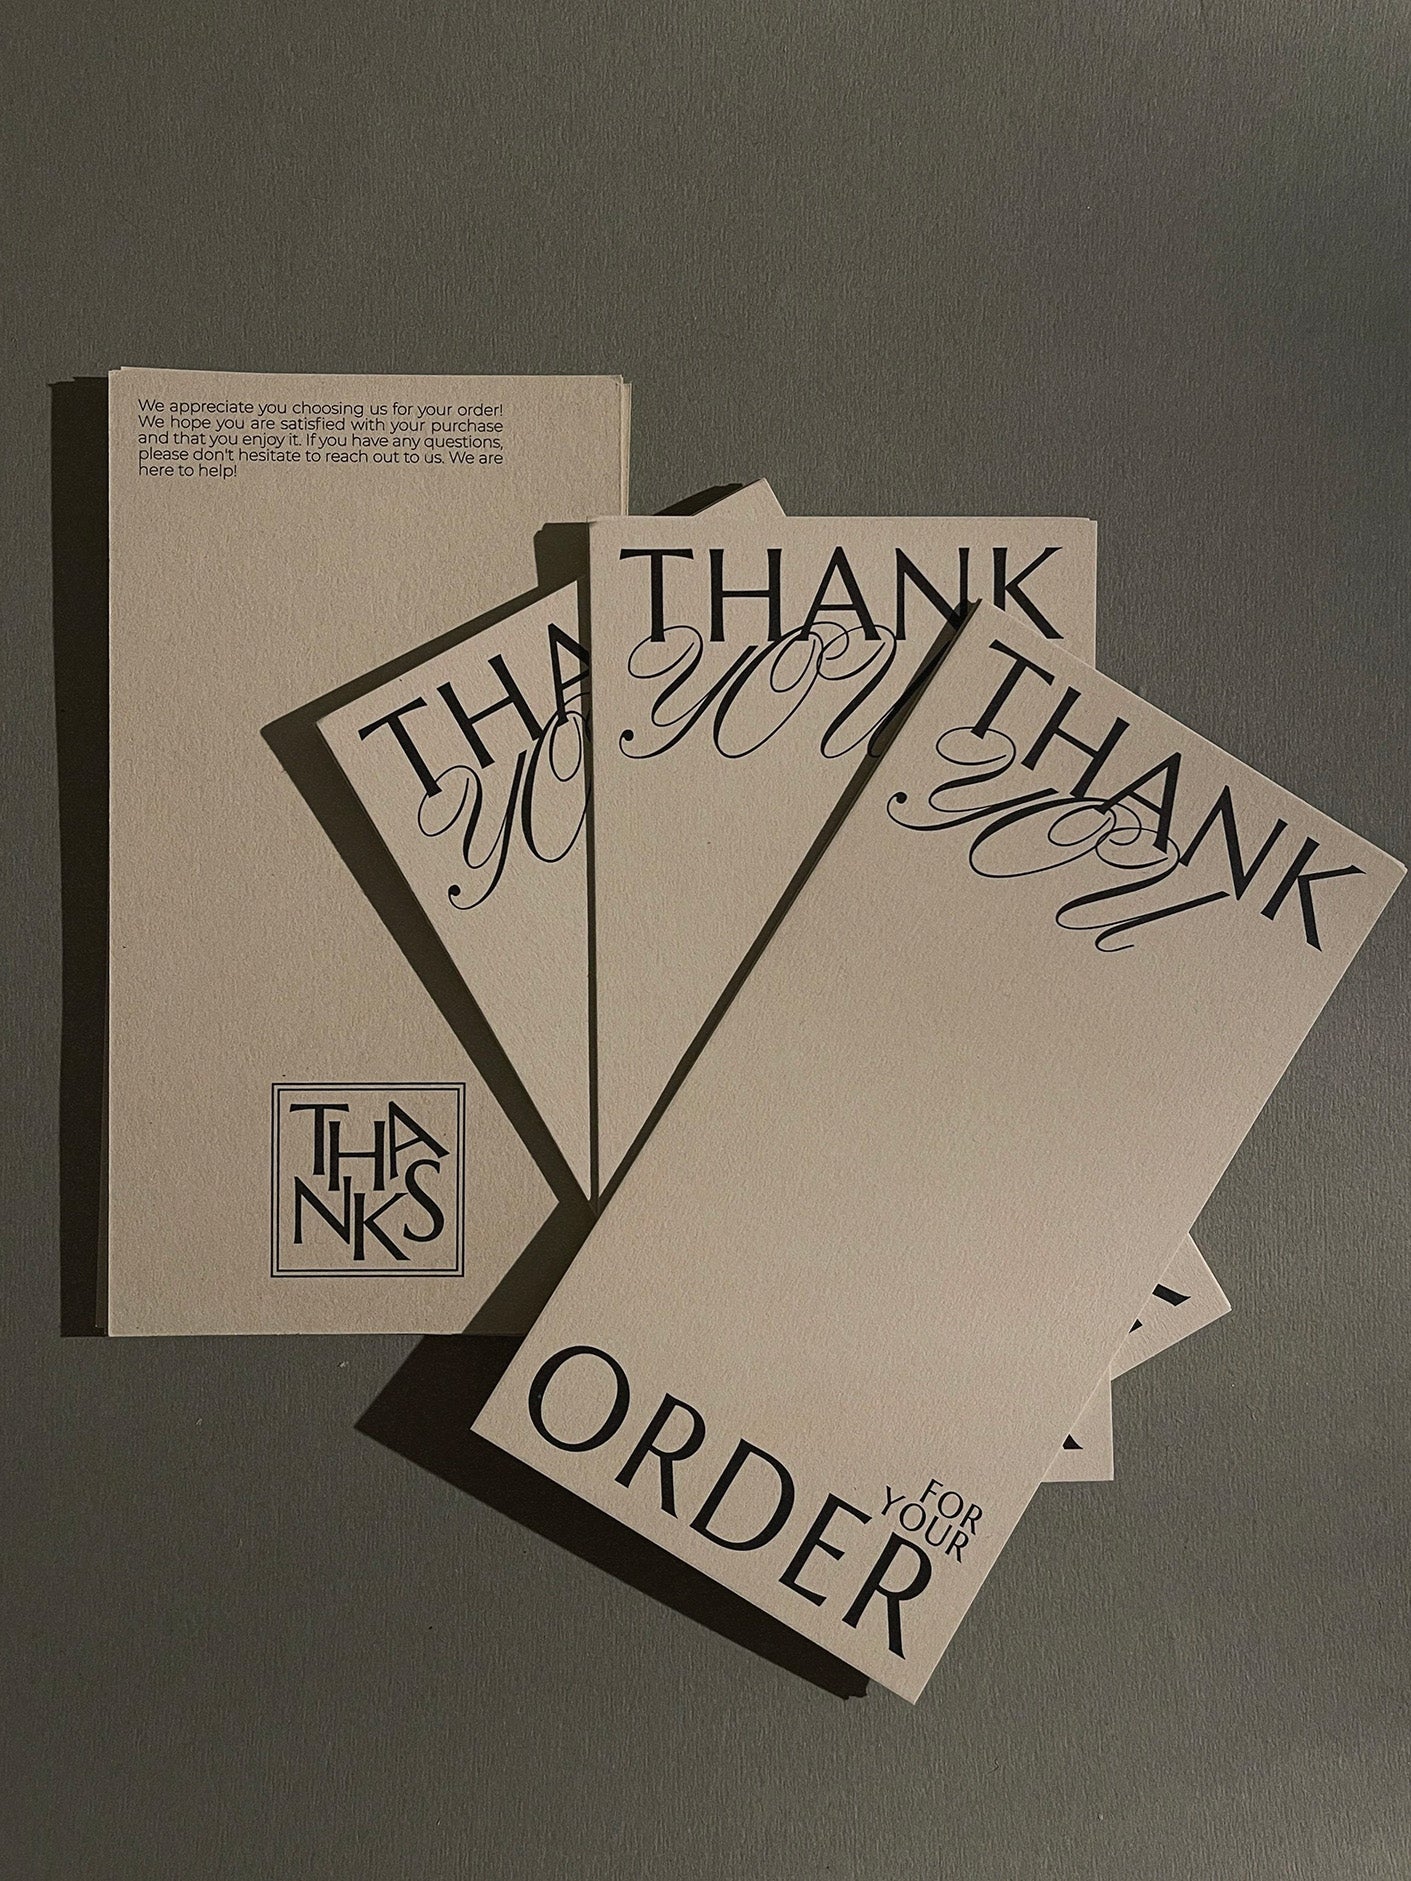 We appreciate you choosing us for your order!
We hope you are satisfied with your purchase
and that you enjoy it. If you have any questions,
please don't hesitate to reach out to us. We are
here to help!
THA
NKS
THA
YO
THANK
YOU
THANK
YOU
FOR
YOUR
ORDER